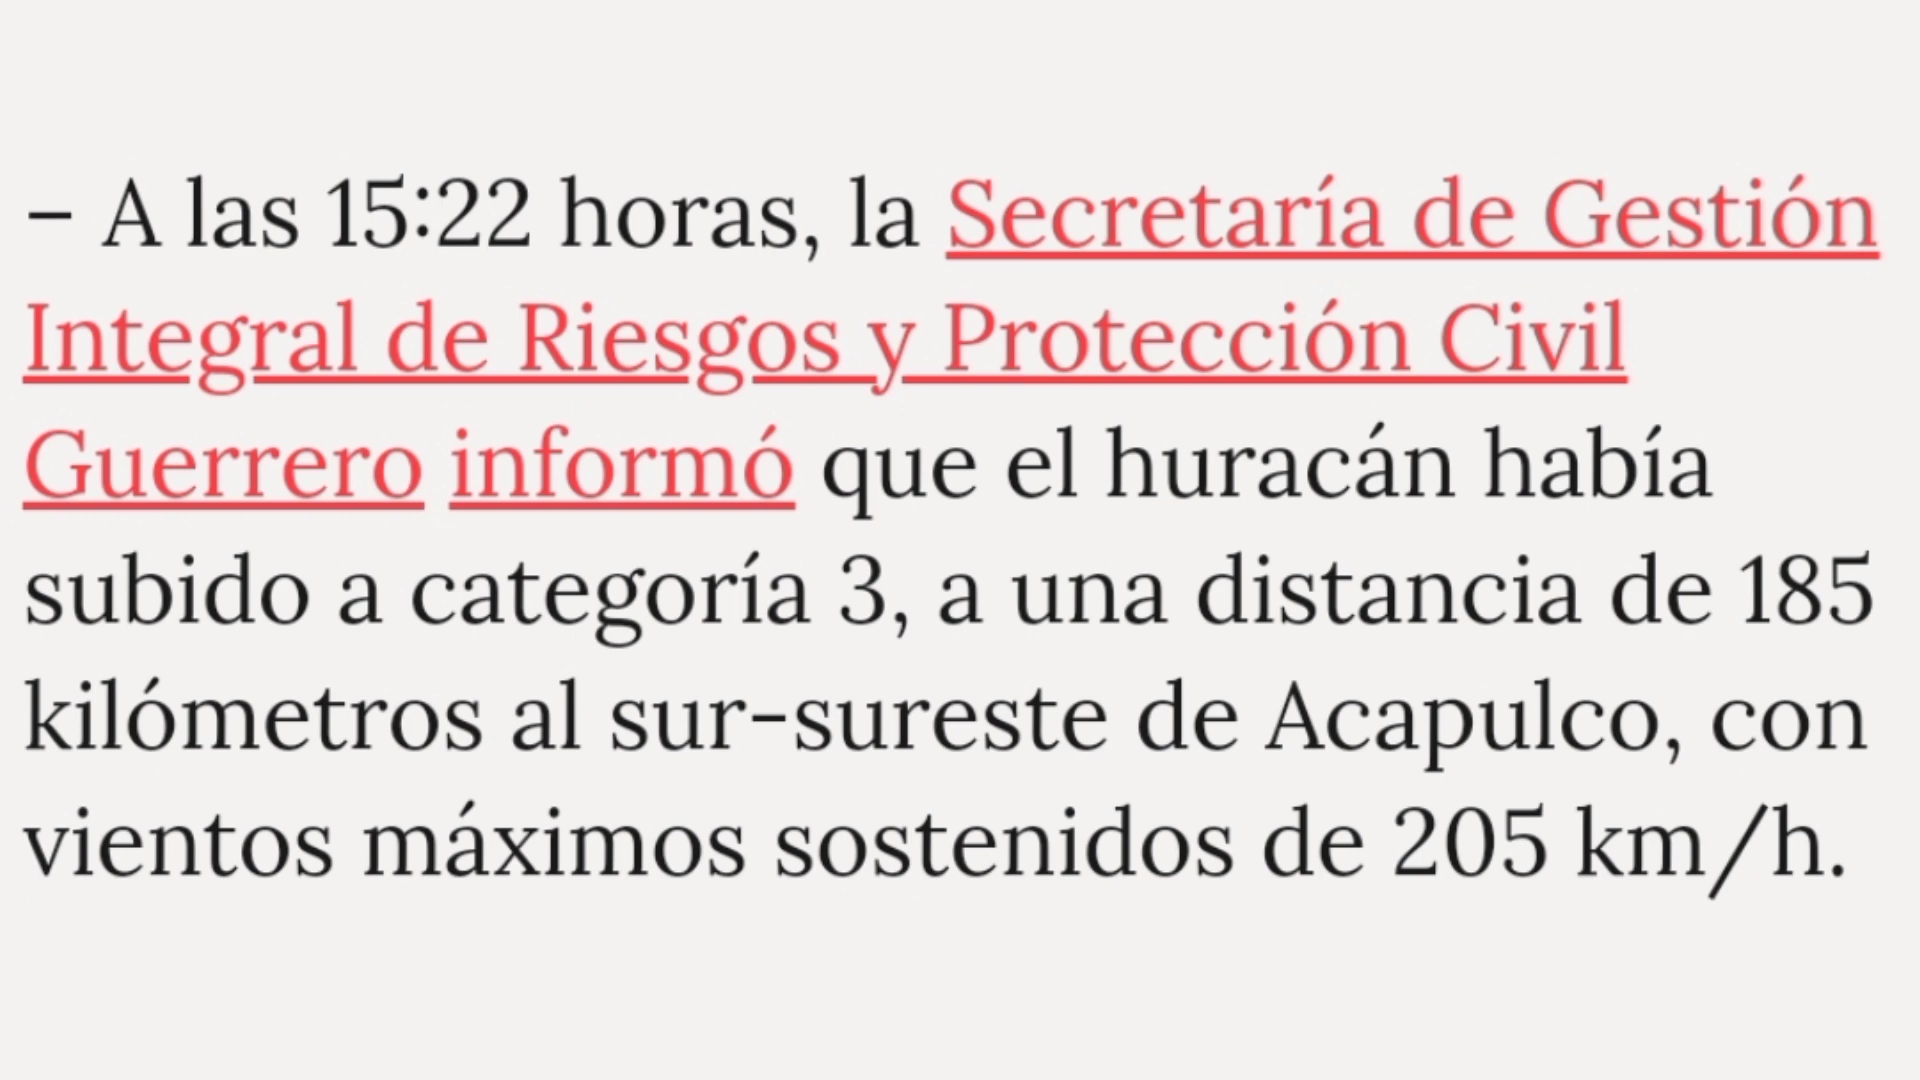 – A las 15:22 horas, la Secretaría de Gestión
Integral de Riesgos y Protección Civil
Guerrero informó que el huracán había
subido a categoría 3, a una distancia de 185
kilómetros al sur-sureste de Acapulco, con
vientos máximos sostenidos de 205 km/h.